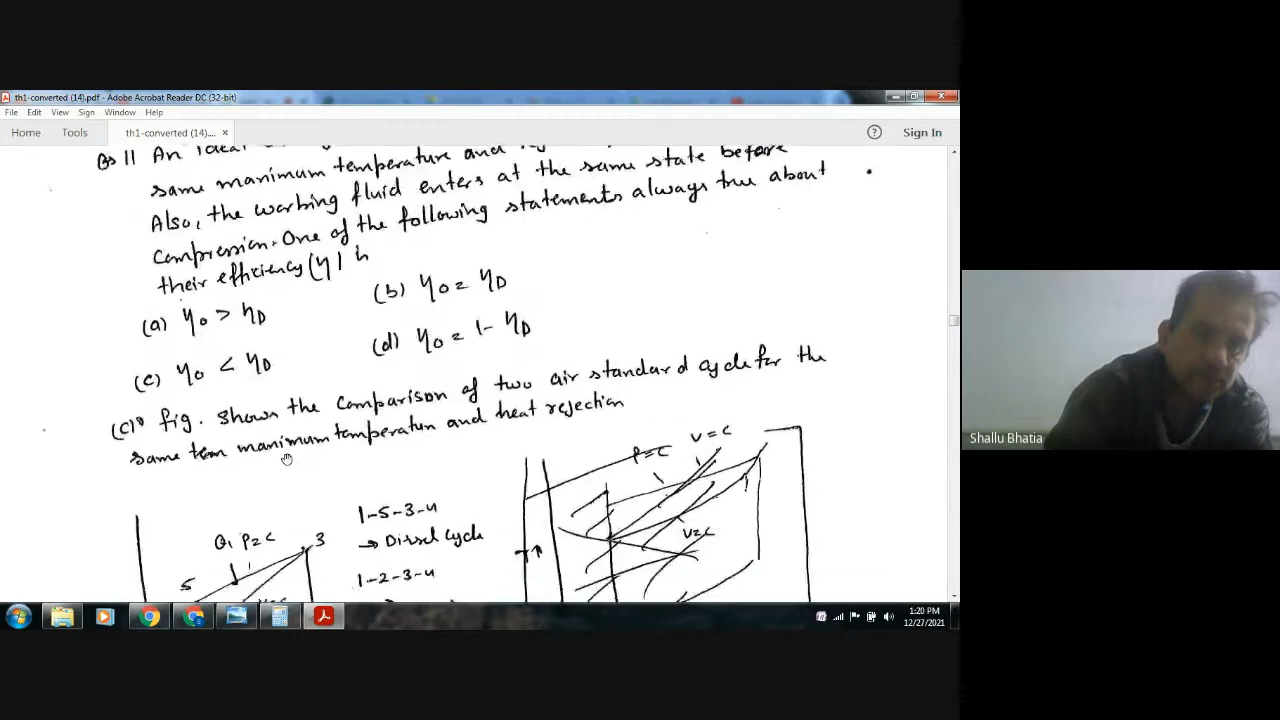 th1-converted (14).pdf - Adobe Acrobat Reader DC (32-bit)
File Edit View Sign Window Help
Home Tools th1-converted (14).... × ? Sign In
Qs 11 An ideal
same maximum temperature and
Also, the working fluid enters at the same state before
Compression. One of the following statements always true about
their efficiency (η) is
(a) ηo > ηD
(b) ηo = ηD
(c) ηo < ηD
(d) ηo = 1- ηD
(c) fig. Shown the Comparison of two air standard cycle for the
same maximum temperature and heat rejection
1-5-3-4
→ Diesel Cycle
1-2-3-4
Q1 P=C
3
5
P=C
V=C
V=C
T↑
Shallu Bhatia
1:20 PM
12/27/2021